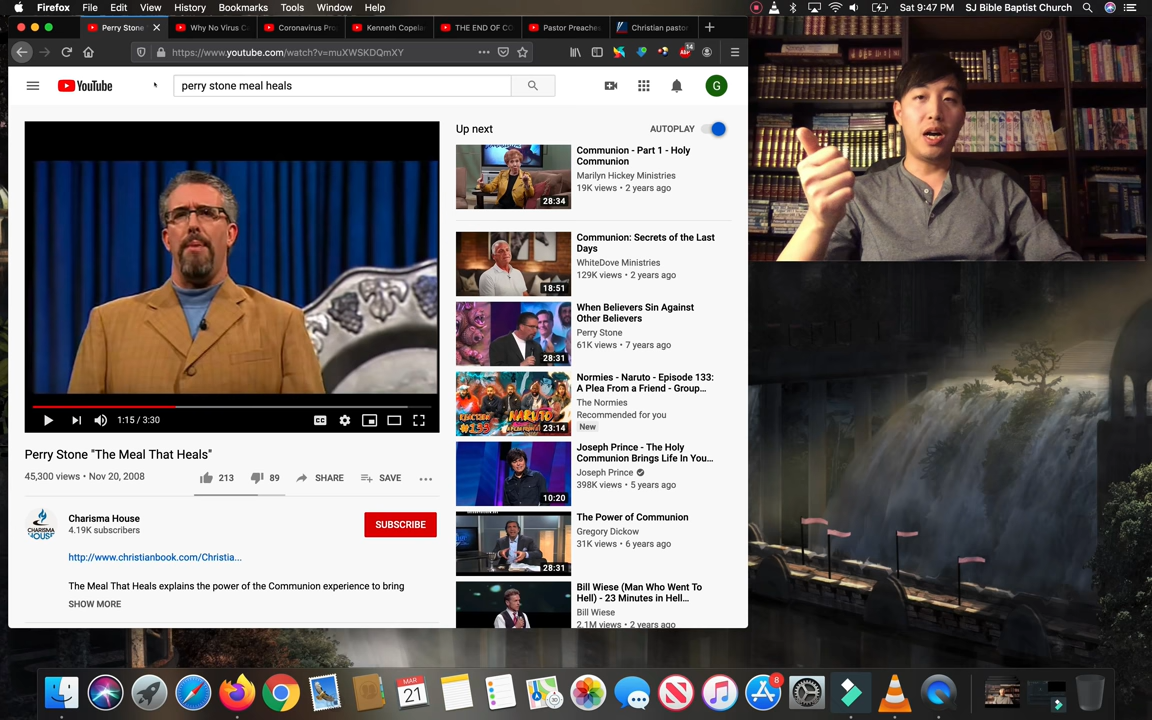 Firefox File Edit View History Bookmarks Tools Window Help
Sat 9:47 PM SJ Bible Baptist Church
Perry Stone
Why No Virus C
Coronavirus Pro
Kenneth Copela
THE END OF CO
Pastor Preaches
Christian pastor
https://www.youtube.com/watch?v=muXWSKDQmXY
14
YouTube
perry stone meal heals
G
1:15 / 3:30
Perry Stone "The Meal That Heals"
45,300 views • Nov 20, 2008
213
89
SHARE
SAVE
CHARISMA HOUSE
Charisma House
4.19K subscribers
SUBSCRIBE
http://www.christianbook.com/Christia...
The Meal That Heals explains the power of the Communion experience to bring
SHOW MORE
Up next
AUTOPLAY
28:34
Communion - Part 1 - Holy
Communion
Marilyn Hickey Ministries
19K views • 2 years ago
18:51
Communion: Secrets of the Last
Days
WhiteDove Ministries
129K views • 2 years ago
28:31
When Believers Sin Against
Other Believers
Perry Stone
61K views • 7 years ago
REACTION
#133
NARUTO
23:14
Normies - Naruto - Episode 133:
A Plea From a Friend - Group...
The Normies
Recommended for you
New
10:20
Joseph Prince - The Holy
Communion Brings Life In You...
Joseph Prince
398K views • 5 years ago
28:31
The Power of Communion
Gregory Dickow
31K views • 6 years ago
Bill Wiese (Man Who Went To
Hell) - 23 Minutes in Hell...
Bill Wiese
2.1M views • 2 years ago
MAR
21
8